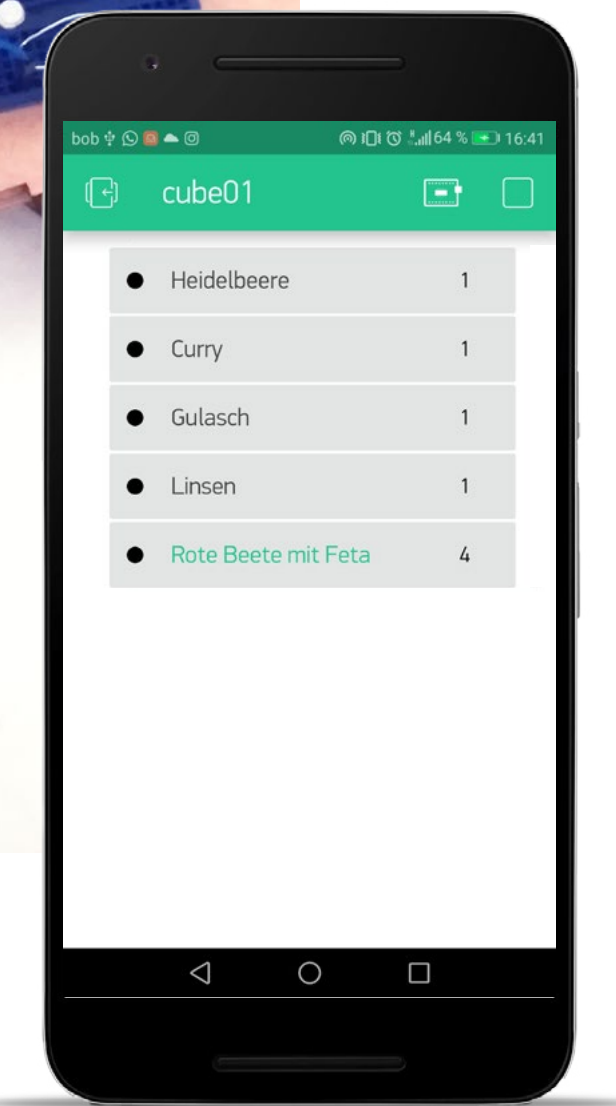 bob 64 % 16:41
cube01
Heidelbeere 1
Curry 1
Gulasch 1
Linsen 1
Rote Beete mit Feta 4